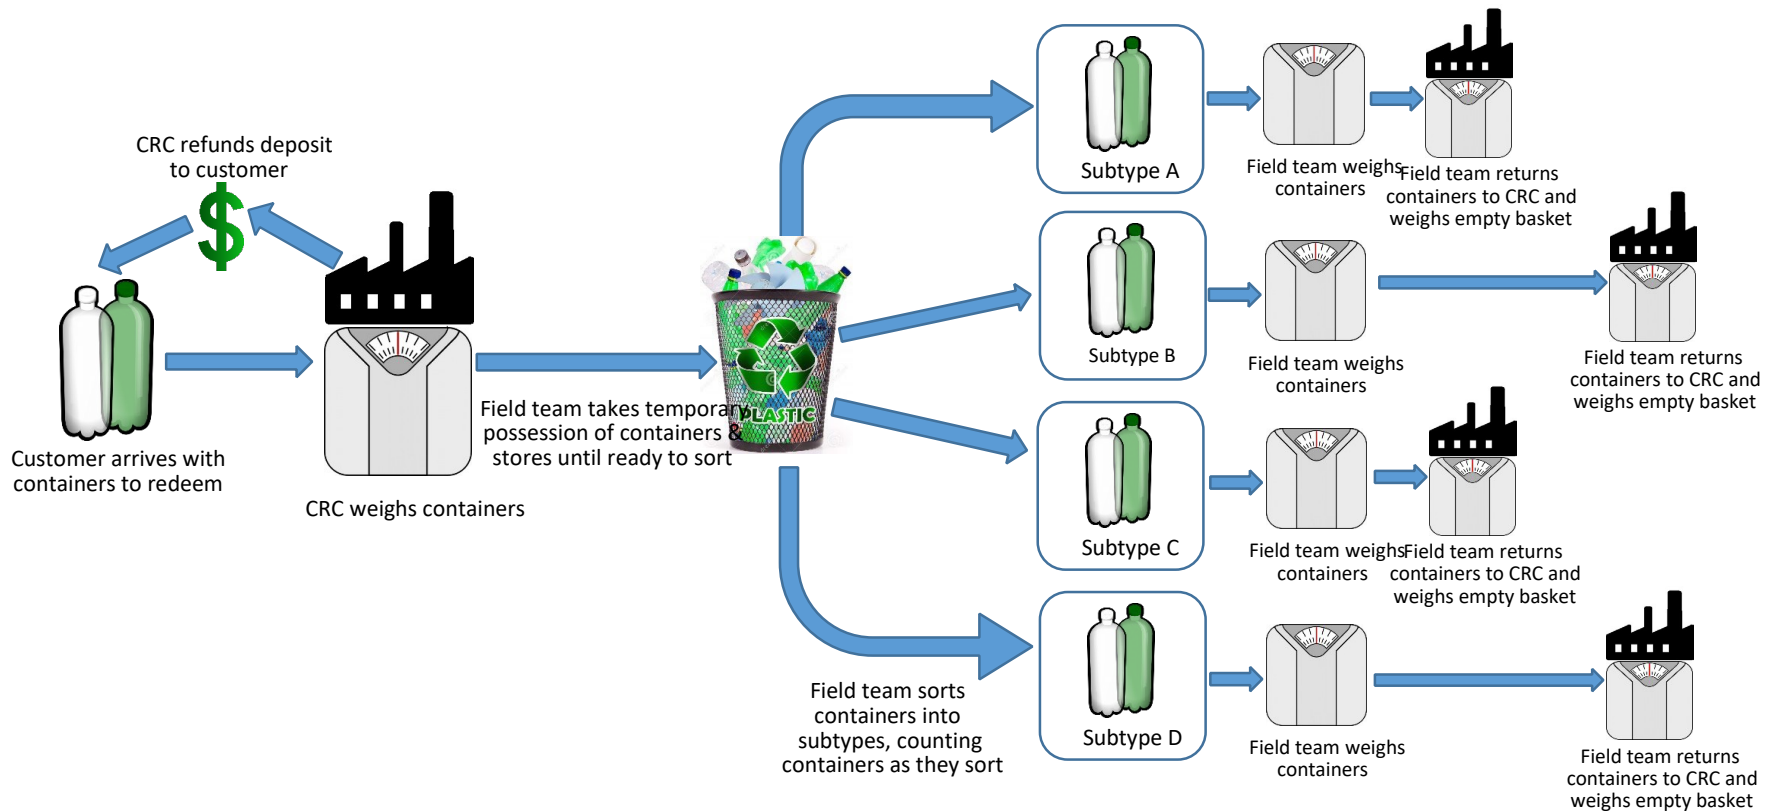 CRC refunds deposit
to customer
Customer arrives with
containers to redeem
CRC weighs containers
Field team takes temporary
possession of containers &
stores until ready to sort
PLASTIC
Field team sorts
containers into
subtypes, counting
containers as they sort
Subtype A
Field team weighs
containers
Field team returns
containers to CRC and
weighs empty basket
Subtype B
Field team weighs
containers
Field team returns
containers to CRC and
weighs empty basket
Subtype C
Field team weighs
containers
Field team returns
containers to CRC and
weighs empty basket
Subtype D
Field team weighs
containers
Field team returns
containers to CRC and
weighs empty basket